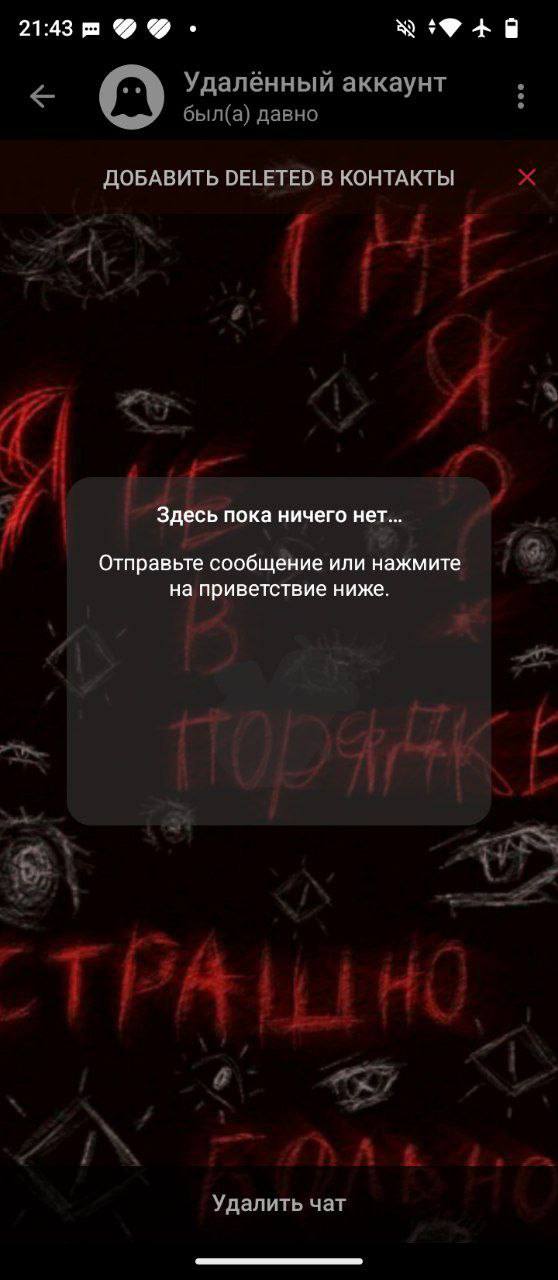 21:43
Удалённый аккаунт
был(а) давно
ДОБАВИТЬ DELETED В КОНТАКТЫ
ГНЕ
Я
?
Я НЕ
Здесь пока ничего нет...
Отправьте сообщение или нажмите
на приветствие ниже.
В
ПОРЯДКЕ
СТРАШНО
БОЛЬНО
Удалить чат